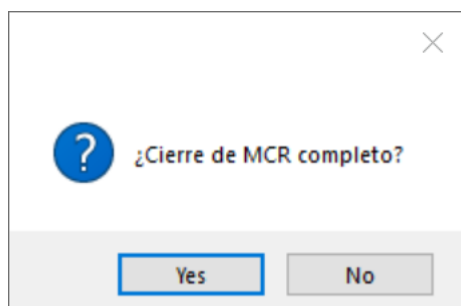 ¿Cierre de MCR completo?
Yes
No